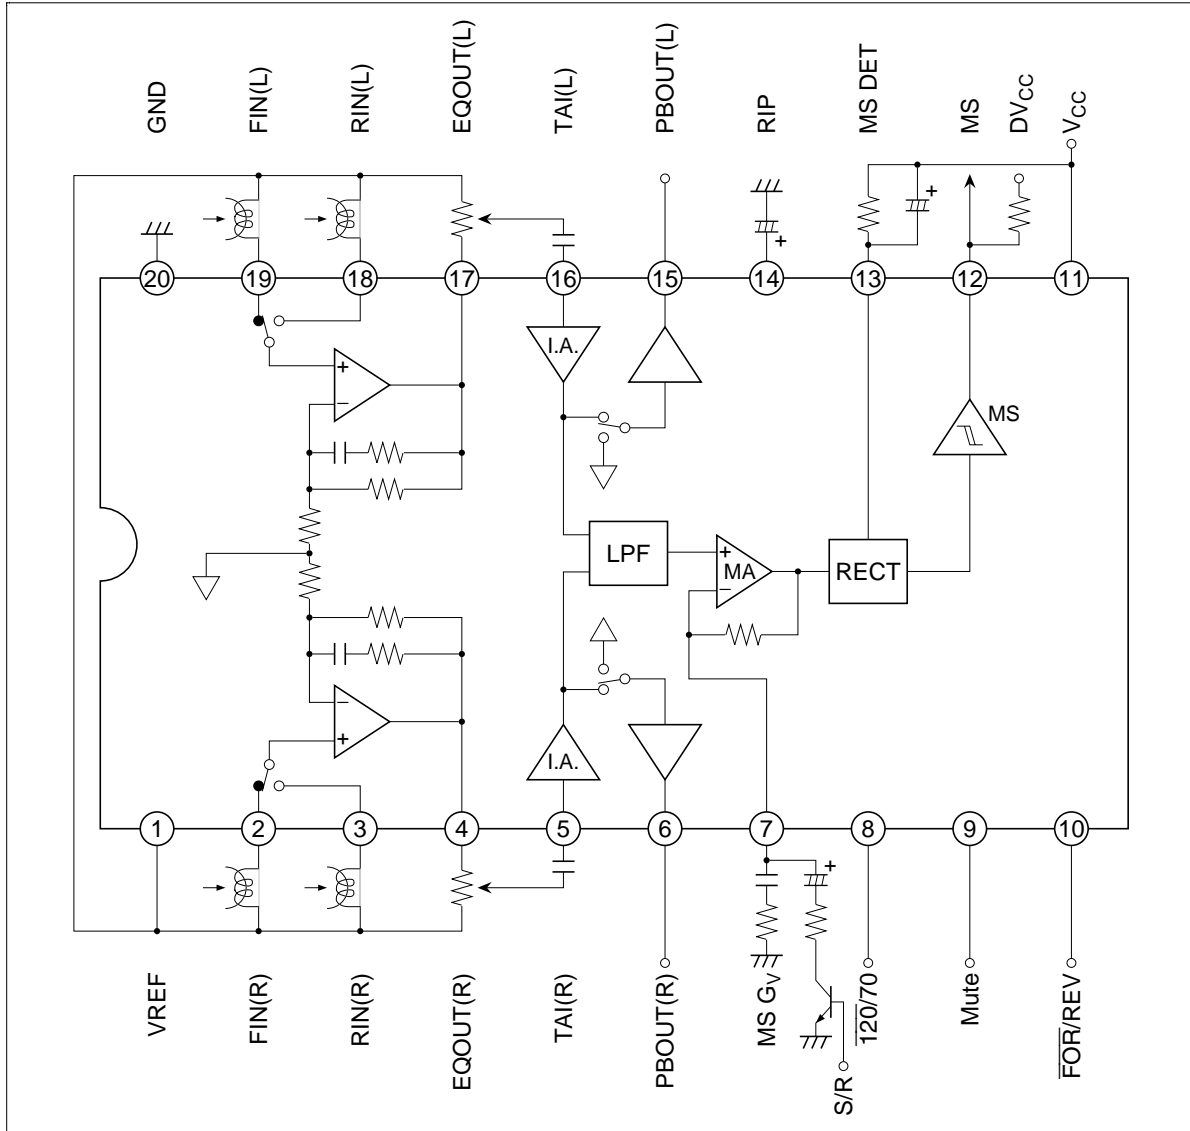 GND
FIN(L)
RIN(L)
EQOUT(L)
TAI(L)
PBOUT(L)
RIP
MS DET
MS
DVCC
VCC
+
+
20
19
18
17
16
15
14
13
12
11
I.A.
+
−
MS
LPF
+
MA
−
RECT
−
+
I.A.
1
2
3
4
5
6
7
8
9
10
+
VREF
FIN(R)
RIN(R)
EQOUT(R)
TAI(R)
PBOUT(R)
MS GV
S/R
120/70
Mute
FOR/REV